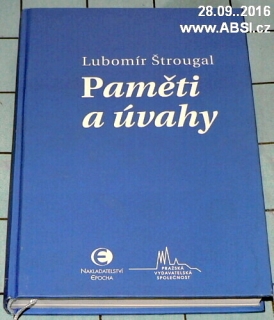 28.09..2016
www.ABSI.cz
Lubomír Štrougal
Paměti
a úvahy
NAKLADATELSTVÍ
EPOCHA
PRAŽSKÁ
VYDAVATELSKÁ
SPOLEČNOST